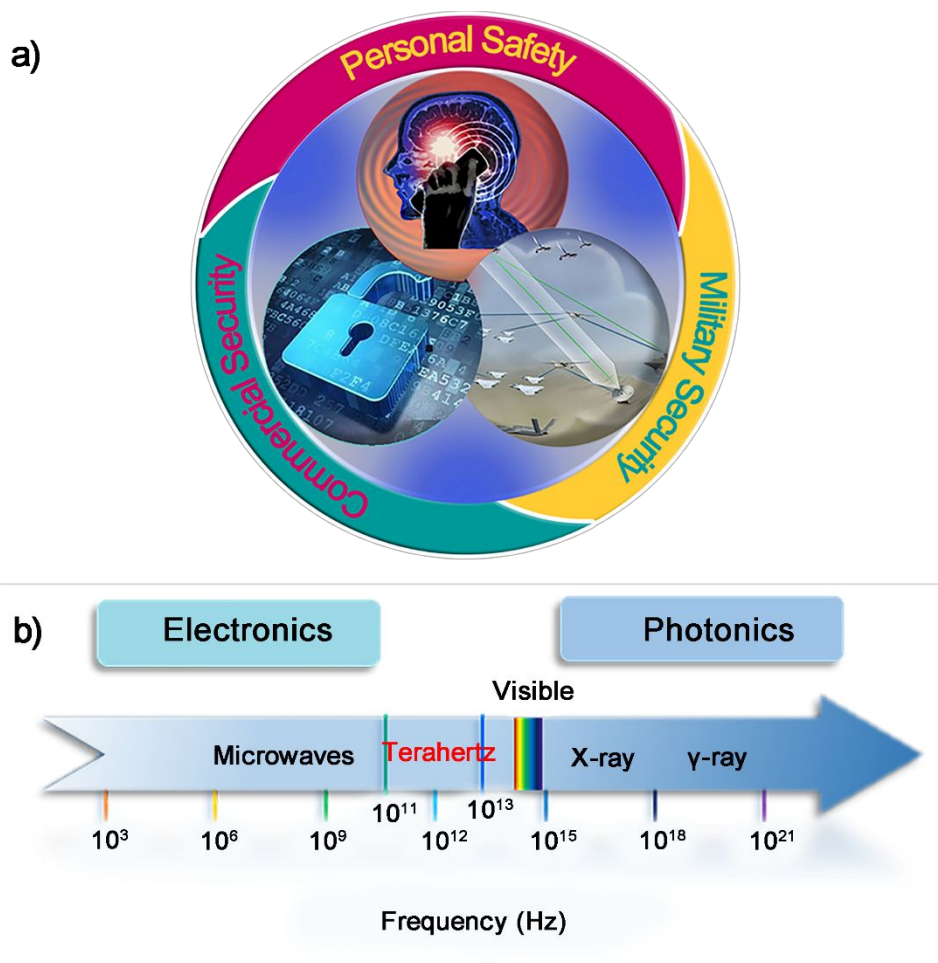 a)
Personal Safety
Military Security
Commercial Security
b)
Electronics
Photonics
Visible
Microwaves
Terahertz
X-ray
γ-ray
10¹¹
10¹³
10³
10⁶
10⁹
10¹²
10¹⁵
10¹⁸
10²¹
Frequency (Hz)